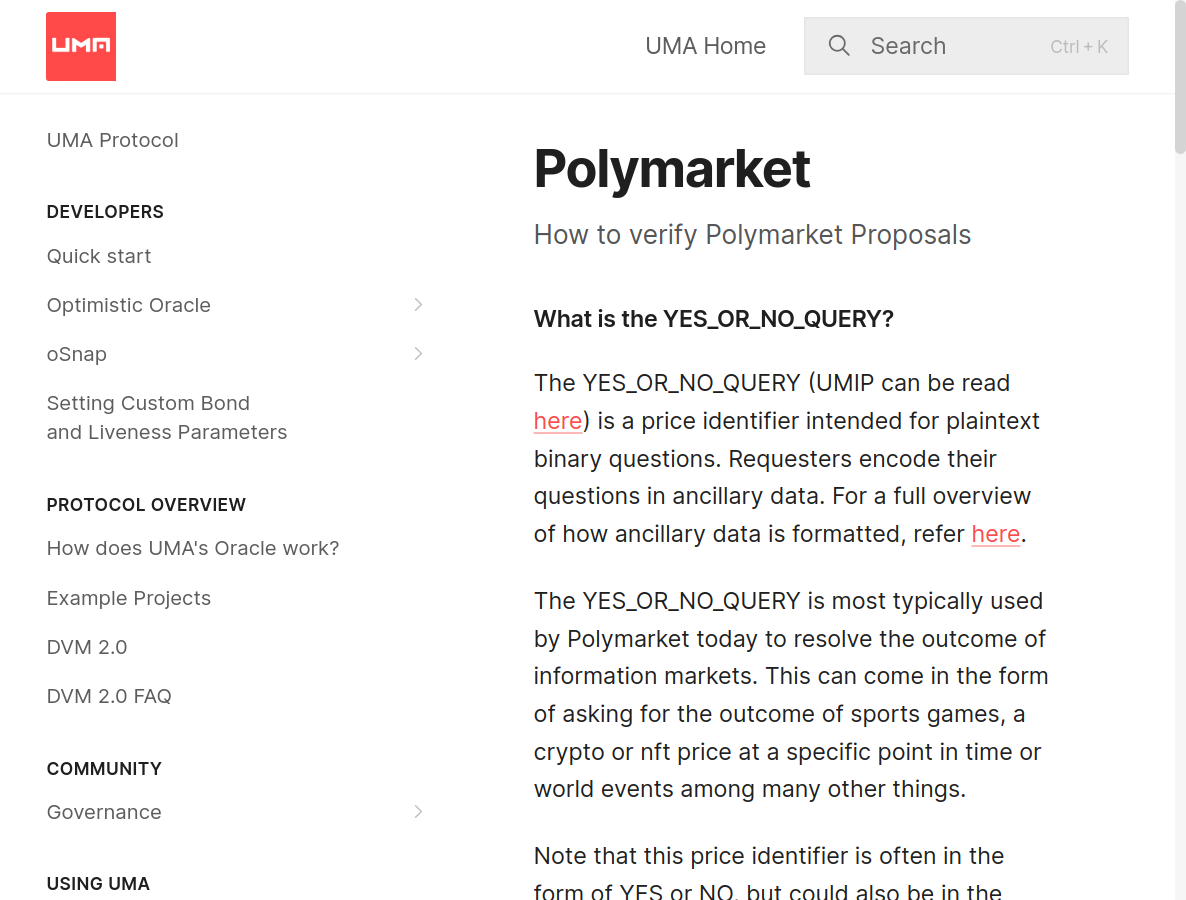 UMA
UMA Home
Search
Ctrl + K
UMA Protocol
DEVELOPERS
Quick start
Optimistic Oracle
oSnap
Setting Custom Bond
and Liveness Parameters
PROTOCOL OVERVIEW
How does UMA's Oracle work?
Example Projects
DVM 2.0
DVM 2.0 FAQ
COMMUNITY
Governance
USING UMA
Polymarket
How to verify Polymarket Proposals
What is the YES_OR_NO_QUERY?
The YES_OR_NO_QUERY (UMIP can be read
here) is a price identifier intended for plaintext
binary questions. Requesters encode their
questions in ancillary data. For a full overview
of how ancillary data is formatted, refer here.
The YES_OR_NO_QUERY is most typically used
by Polymarket today to resolve the outcome of
information markets. This can come in the form
of asking for the outcome of sports games, a
crypto or nft price at a specific point in time or
world events among many other things.
Note that this price identifier is often in the
form of YES or NO, but could also be in the